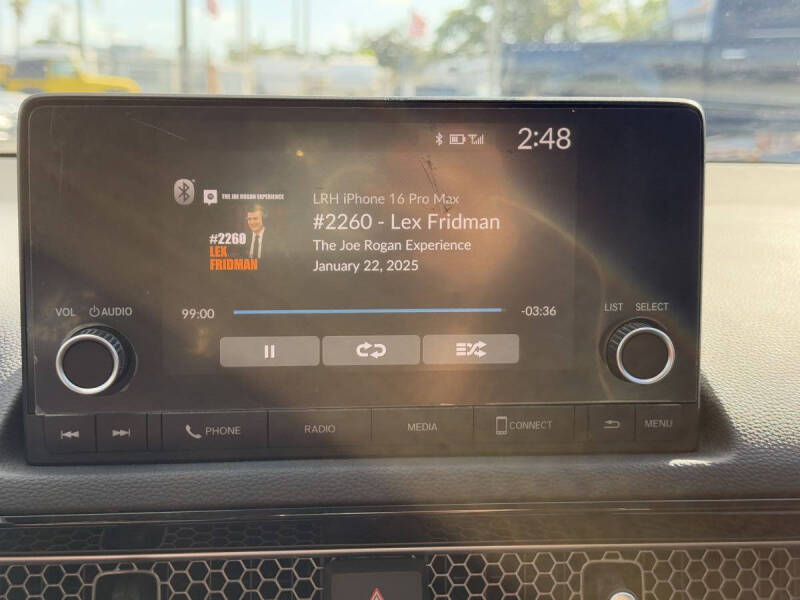 2:48
THE JOE ROGAN EXPERIENCE
#2260
LEX
FRIDMAN
LRH iPhone 16 Pro Max
#2260 - Lex Fridman
The Joe Rogan Experience
January 22, 2025
VOL AUDIO
99:00 -03:36
LIST SELECT
PHONE RADIO MEDIA CONNECT MENU